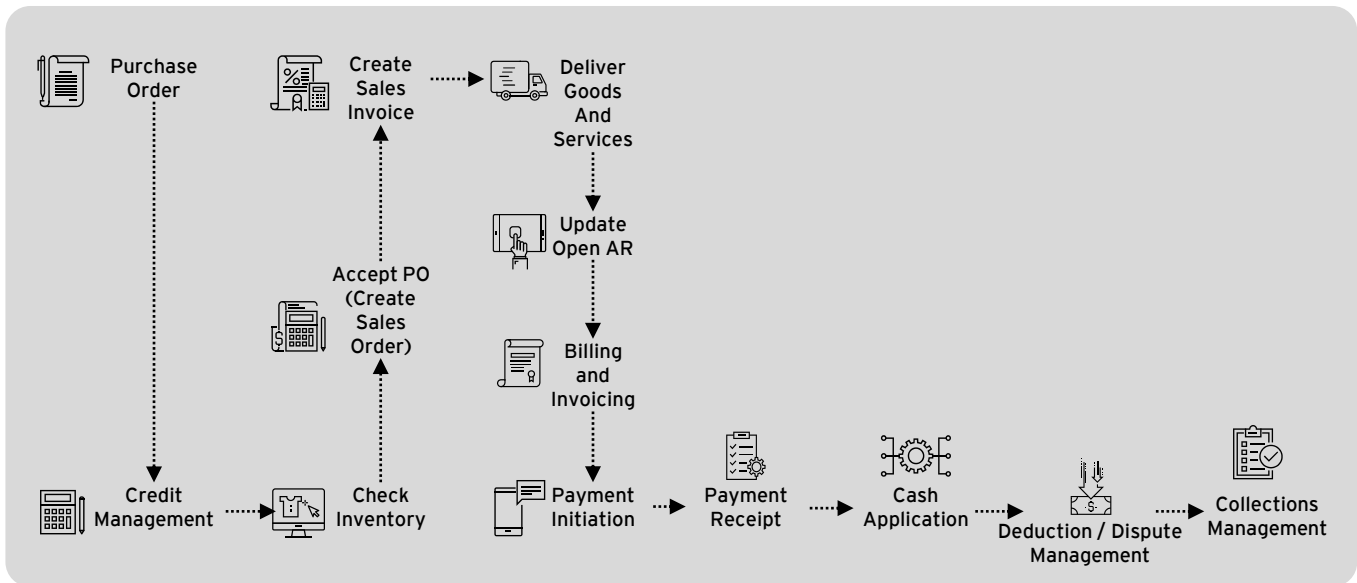 Purchase
Order
Credit
Management
Check
Inventory
Accept PO
(Create
Sales
Order)
Create
Sales
Invoice
Deliver
Goods
And
Services
Update
Open AR
Billing
and
Invoicing
Payment
Initiation
Payment
Receipt
Cash
Application
Deduction / Dispute
Management
Collections
Management